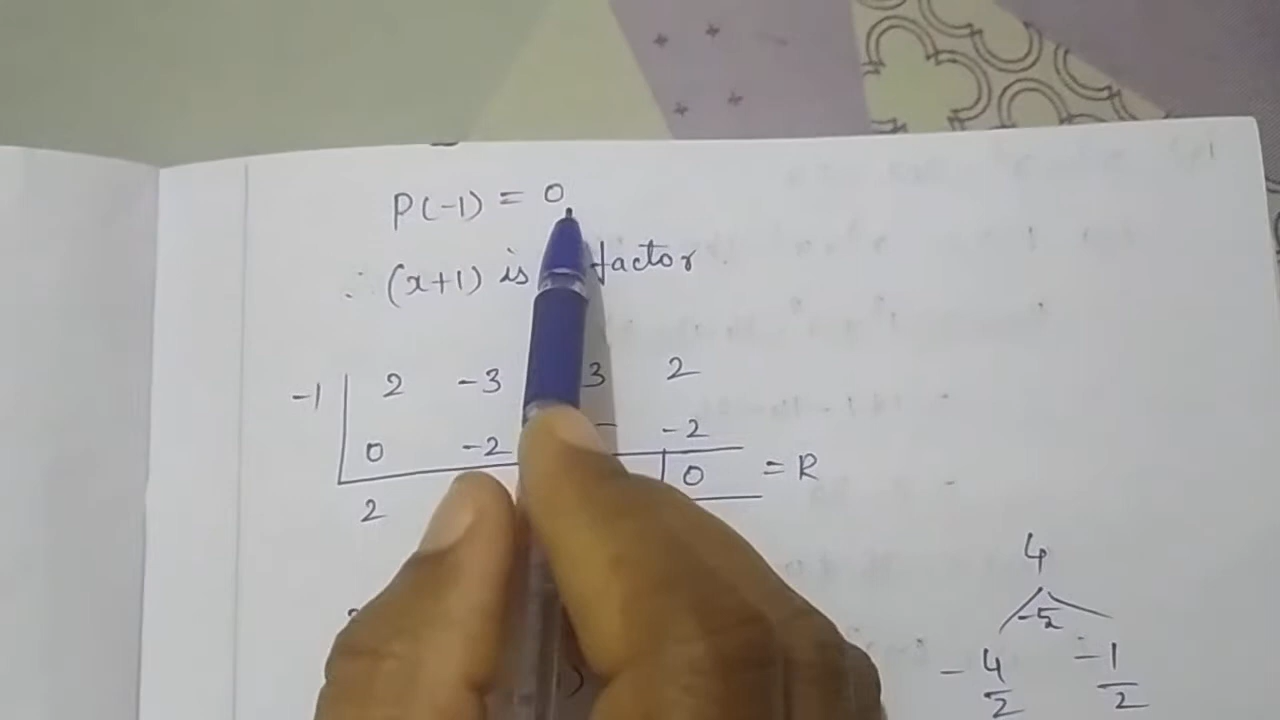 P(-1) = 0
∴ (x+1) is factor
-1 2 -3 3 2
0 -2 -2
2 0 = R
4
-5
-4/2 -1/2